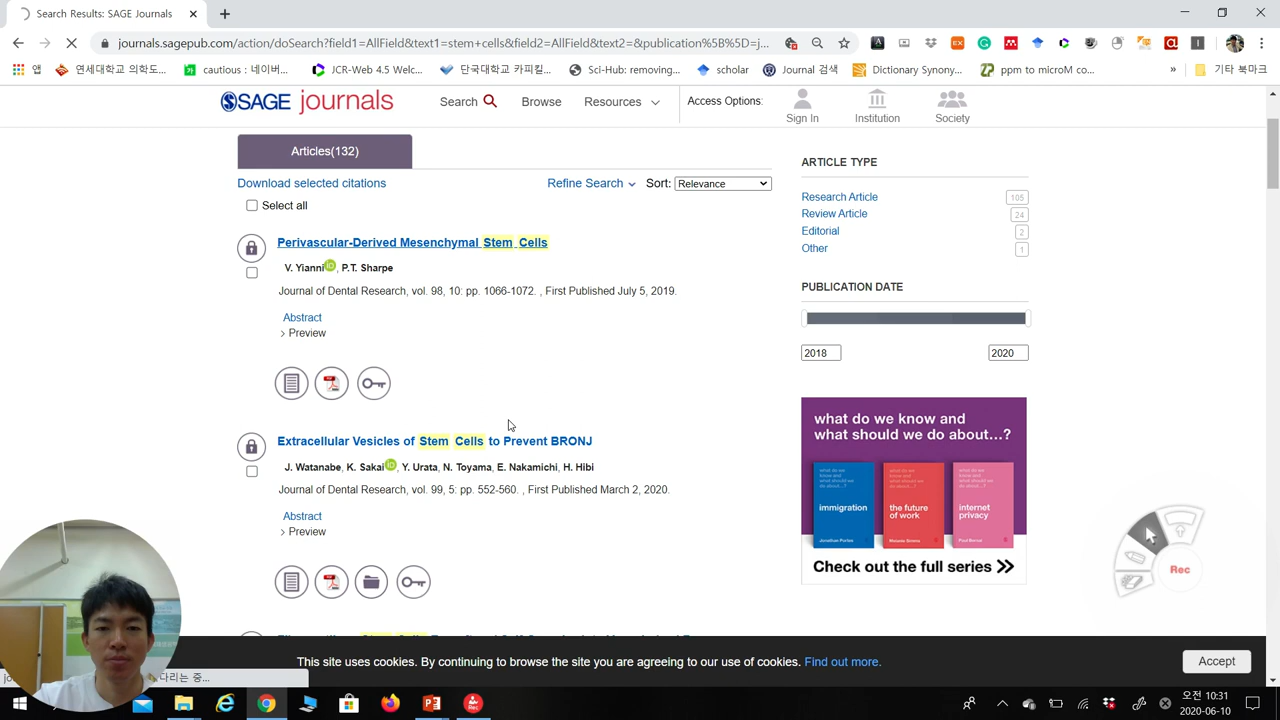 Search Results: SAGE Journals
journals.sagepub.com/action/doSearch?field1=AllField&text1=stem+cells&field2=AllField&text2=&publication%5B%5D=j...
앱
연세대학교 의학도...
cautious : 네이버...
JCR-Web 4.5 Welc...
단국대학교 카피킬...
Sci-Hub: removing...
scholar
Journal 검색
Dictionary Synony...
ppm to microM co...
»
기타 북마크
SAGE journals
Search
Browse
Resources
Access Options:
Sign In
Institution
Society
Articles(132)
Download selected citations
Refine Search
Sort:
Relevance
Select all
Perivascular-Derived Mesenchymal Stem Cells
V. Yianni iD, P.T. Sharpe
Journal of Dental Research, vol. 98, 10: pp. 1066-1072. , First Published July 5, 2019.
Abstract
> Preview
Extracellular Vesicles of Stem Cells to Prevent BRONJ
J. Watanabe, K. Sakai iD, Y. Urata, N. Toyama, E. Nakamichi, H. Hibi
Journal of Dental Research, vol. 99, 5: pp. 552-560. , First Published March 2, 2020.
Abstract
> Preview
ARTICLE TYPE
Research Article 105
Review Article 24
Editorial 2
Other 1
PUBLICATION DATE
2018
2020
what do we know and
what should we do about...?
immigration
the future
of work
internet
privacy
Check out the full series
Rec
This site uses cookies. By continuing to browse the site you are agreeing to our use of cookies. Find out more.
Accept
다리는 중...
오전 10:31
2020-06-10